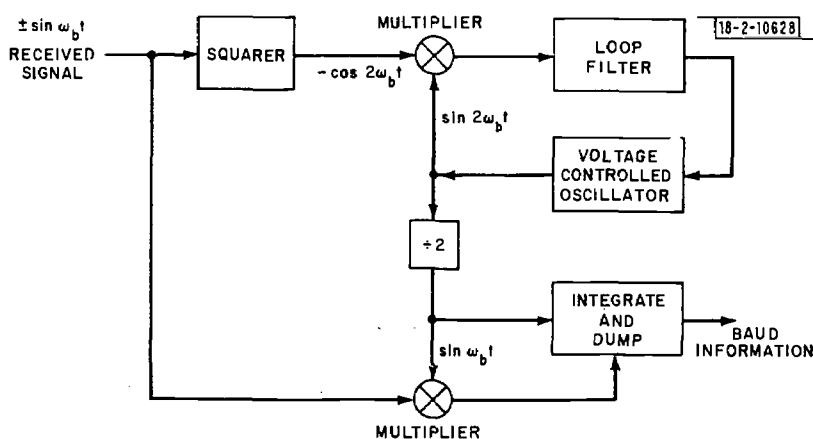 ± sin ω_b t
RECEIVED
SIGNAL
SQUARER
− cos 2ω_b t
MULTIPLIER
LOOP
FILTER
18-2-10628
sin 2ω_b t
VOLTAGE
CONTROLLED
OSCILLATOR
÷2
sin ω_b t
INTEGRATE
AND
DUMP
BAUD
INFORMATION
MULTIPLIER